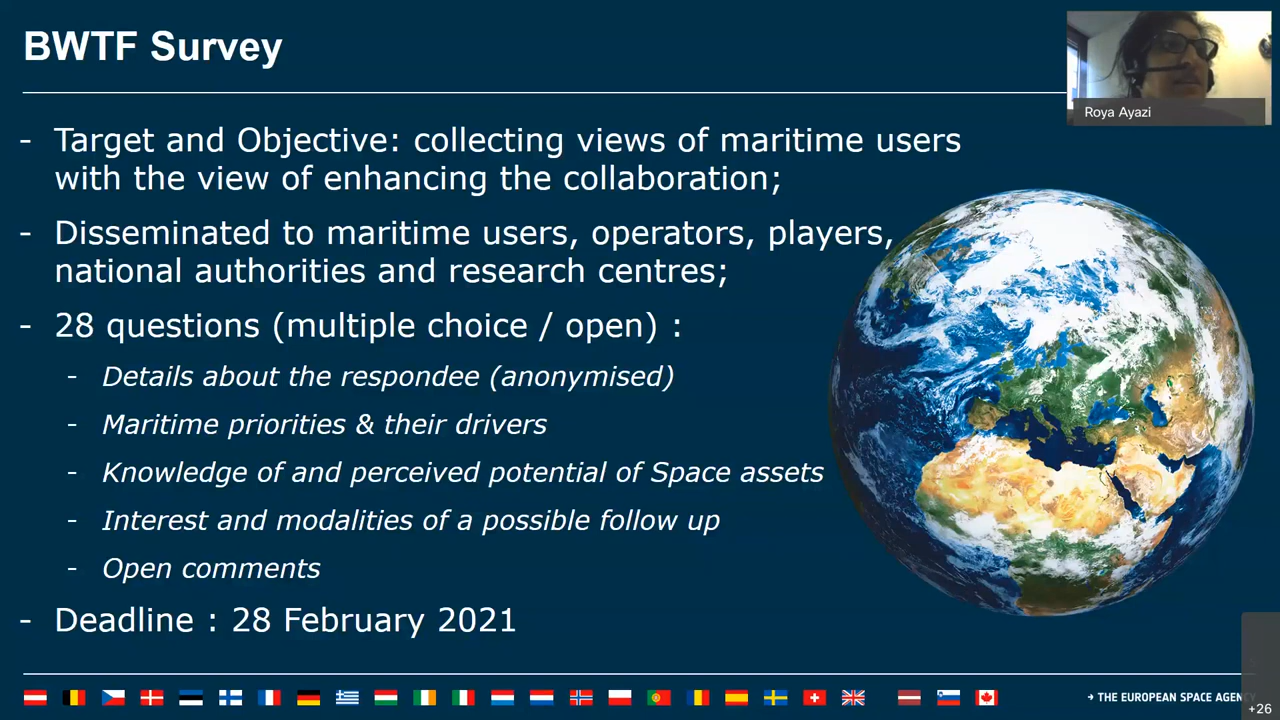 BWTF Survey
Roya Ayazi
- Target and Objective: collecting views of maritime users
with the view of enhancing the collaboration;
- Disseminated to maritime users, operators, players,
national authorities and research centres;
- 28 questions (multiple choice / open) :
- Details about the respondee (anonymised)
- Maritime priorities & their drivers
- Knowledge of and perceived potential of Space assets
- Interest and modalities of a possible follow up
- Open comments
- Deadline : 28 February 2021
→ THE EUROPEAN SPACE AGENCY
+26